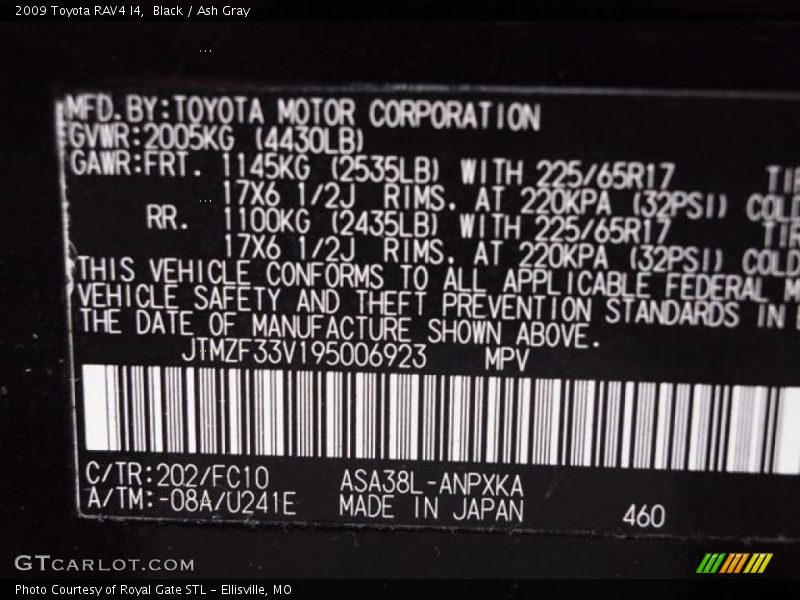 2009 Toyota RAV4 I4, Black / Ash Gray
MFD.BY:TOYOTA MOTOR CORPORATION
GVWR:2005KG (4430LB)
GAWR:FRT. 1145KG (2535LB) WITH 225/65R17 TIR
17X6 1/2J RIMS. AT 220KPA (32PSI) COLD
RR. 1100KG (2435LB) WITH 225/65R17 TIR
17X6 1/2J RIMS. AT 220KPA (32PSI) COLD
THIS VEHICLE CONFORMS TO ALL APPLICABLE FEDERAL M
VEHICLE SAFETY AND THEFT PREVENTION STANDARDS IN
THE DATE OF MANUFACTURE SHOWN ABOVE.
JTMZF33V195006923 MPV
C/TR:202/FC10 ASA38L-ANPXKA
A/TM:-08A/U241E MADE IN JAPAN 460
GTCARLOT.COM
Photo Courtesy of Royal Gate STL - Ellisville, MO